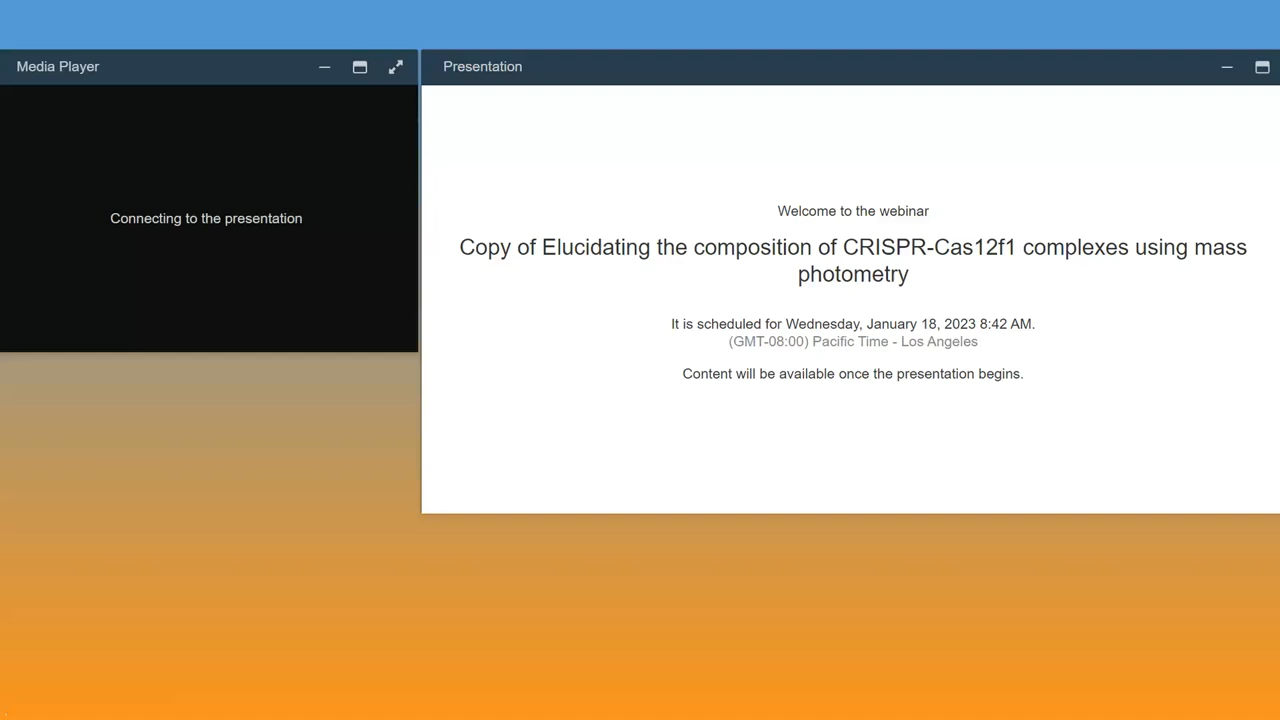 Media Player
Presentation
Connecting to the presentation
Welcome to the webinar
Copy of Elucidating the composition of CRISPR-Cas12f1 complexes using mass
photometry
It is scheduled for Wednesday, January 18, 2023 8:42 AM.
(GMT-08:00) Pacific Time - Los Angeles
Content will be available once the presentation begins.